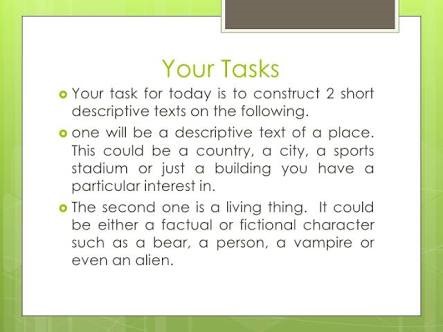 Your Tasks
Your task for today is to construct 2 short
descriptive texts on the following.
one will be a descriptive text of a place.
This could be a country, a city, a sports
stadium or just a building you have a
particular interest in.
The second one is a living thing. It could
be either a factual or fictional character
such as a bear, a person, a vampire or
even an alien.